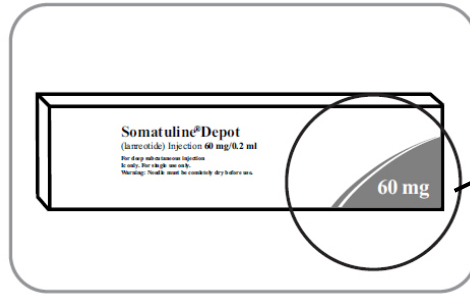 Somatuline®Depot
(lanreotide) Injection 60 mg/0.2 ml
For deep subcutaneous injection
℞ only. For single use only.
Warning: Needle must be completely dry before use.
60 mg